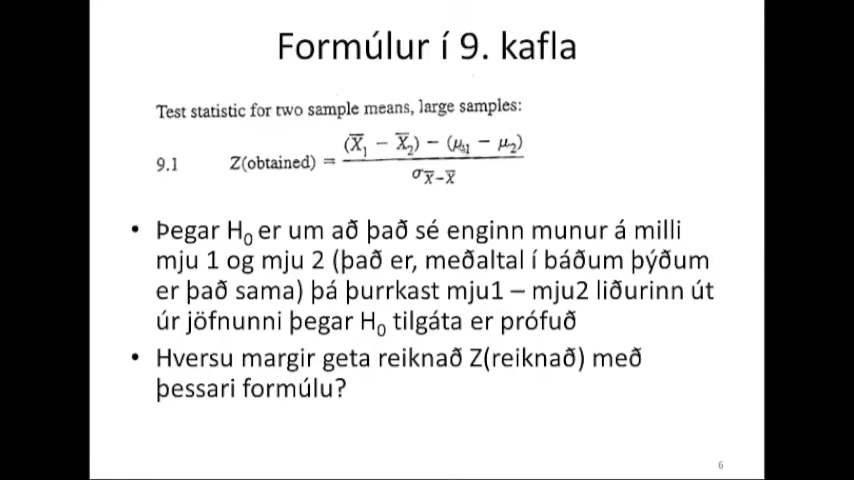 Formúlur í 9. kafla
Test statistic for two sample means, large samples:
9.1 Z(obtained) = (X̅₁ − X̅₂) − (μ₁ − μ₂) / σ X̅−X̅
• Þegar H₀ er um að það sé enginn munur á milli
mju 1 og mju 2 (það er, meðaltal í báðum þýðum
er það sama) þá þurrkast mju1 – mju2 liðurinn út
úr jöfnunni þegar H₀ tilgáta er prófuð
• Hversu margir geta reiknað Z(reiknað) með
þessari formúlu?
6